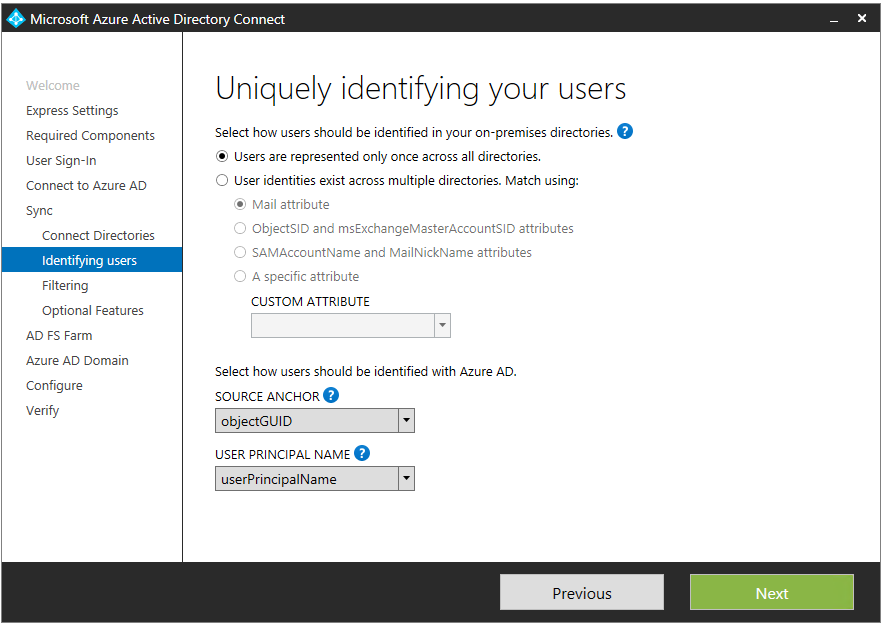 Microsoft Azure Active Directory Connect
Welcome
Express Settings
Required Components
User Sign-In
Connect to Azure AD
Sync
Connect Directories
Identifying users
Filtering
Optional Features
AD FS Farm
Azure AD Domain
Configure
Verify
Uniquely identifying your users
Select how users should be identified in your on-premises directories. ?
Users are represented only once across all directories.
User identities exist across multiple directories. Match using:
Mail attribute
ObjectSID and msExchangeMasterAccountSID attributes
SAMAccountName and MailNickName attributes
A specific attribute
CUSTOM ATTRIBUTE
Select how users should be identified with Azure AD.
SOURCE ANCHOR ?
objectGUID
USER PRINCIPAL NAME ?
userPrincipalName
Previous
Next